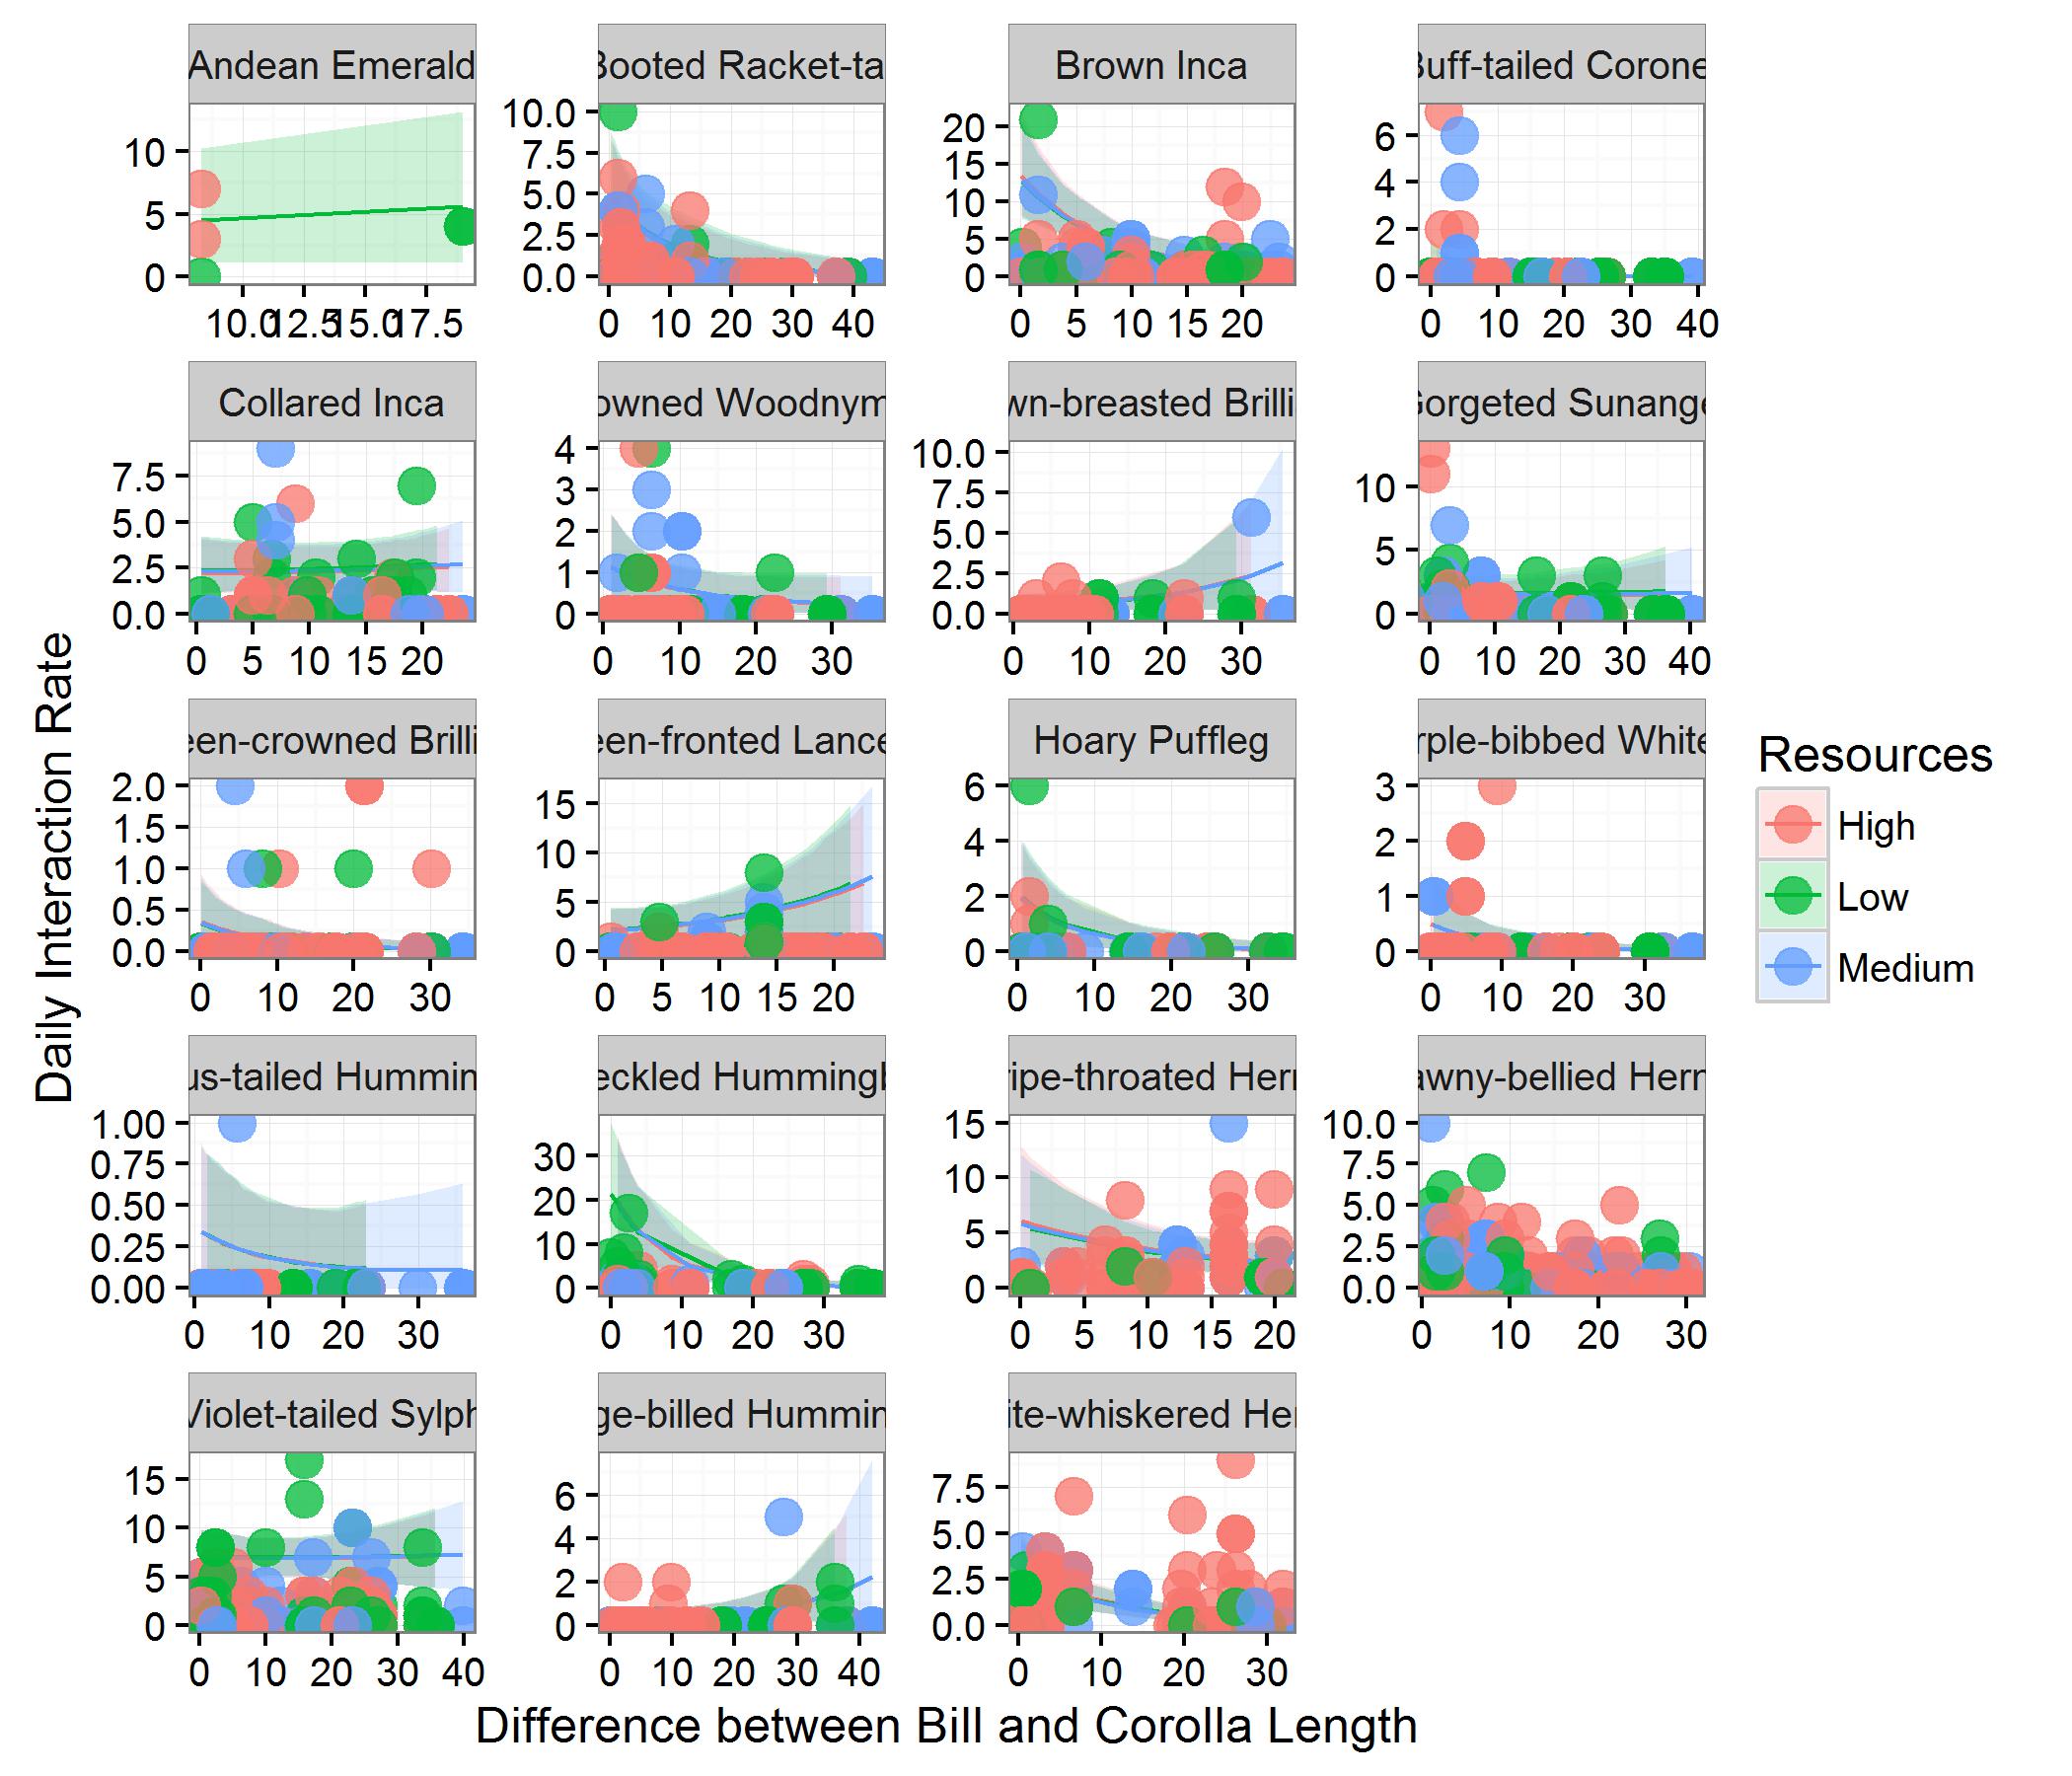 Andean Emerald
Booted Racket-ta
Brown Inca
Buff-tailed Corone
10
5
0
10.0
7.5
5.0
2.5
0.0
20
15
10
5
0
6
4
2
0
10.0 12.5 15.0 17.5
0 10 20 30 40
0 5 10 15 20
0 10 20 30 40
Collared Inca
owned Woodnym
wn-breasted Brilli
Gorgeted Sunange
7.5
5.0
2.5
0.0
4
3
2
1
0
10.0
7.5
5.0
2.5
0.0
10
5
0
0 5 10 15 20
0 10 20 30
0 10 20 30
0 10 20 30 40
een-crowned Brilli
een-fronted Lance
Hoary Puffleg
rple-bibbed White
2.0
1.5
1.0
0.5
0.0
15
10
5
0
6
4
2
0
3
2
1
0
0 10 20 30
0 5 10 15 20
0 10 20 30
0 10 20 30
us-tailed Hummin
eckled Hummingb
ripe-throated Herr
awny-bellied Herr
1.00
0.75
0.50
0.25
0.00
30
20
10
0
15
10
5
0
10.0
7.5
5.0
2.5
0.0
0 10 20 30
0 10 20 30
0 5 10 15 20
0 10 20 30
Violet-tailed Sylph
ge-billed Hummin
ite-whiskered Her
15
10
5
0
6
4
2
0
7.5
5.0
2.5
0.0
0 10 20 30 40
0 10 20 30 40
0 10 20 30
Daily Interaction Rate
Difference between Bill and Corolla Length
Resources
High
Low
Medium